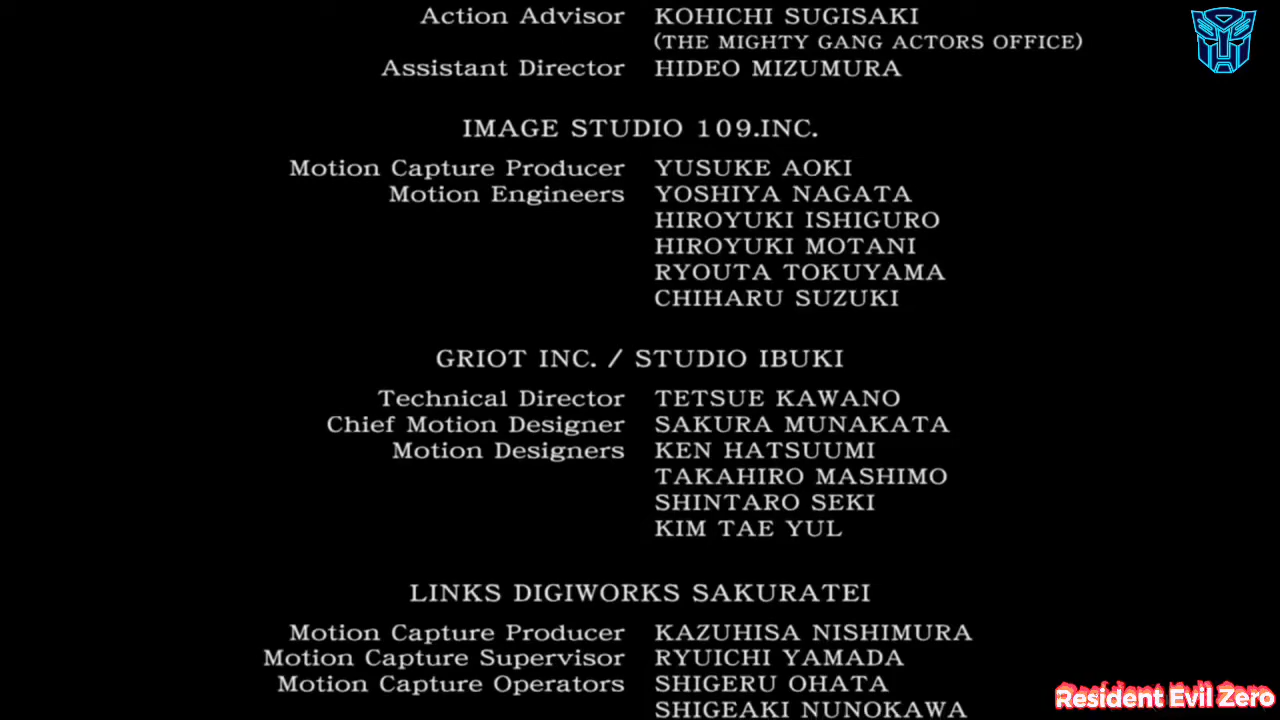 Action Advisor KOHICHI SUGISAKI
(THE MIGHTY GANG ACTORS OFFICE)
Assistant Director HIDEO MIZUMURA
IMAGE STUDIO 109.INC.
Motion Capture Producer YUSUKE AOKI
Motion Engineers YOSHIYA NAGATA
HIROYUKI ISHIGURO
HIROYUKI MOTANI
RYOUTA TOKUYAMA
CHIHARU SUZUKI
GRIOT INC. / STUDIO IBUKI
Technical Director TETSUE KAWANO
Chief Motion Designer SAKURA MUNAKATA
Motion Designers KEN HATSUUMI
TAKAHIRO MASHIMO
SHINTARO SEKI
KIM TAE YUL
LINKS DIGIWORKS SAKURATEI
Motion Capture Producer KAZUHISA NISHIMURA
Motion Capture Supervisor RYUICHI YAMADA
Motion Capture Operators SHIGERU OHATA
SHIGEAKI NUNOKAWA
Resident Evil Zero